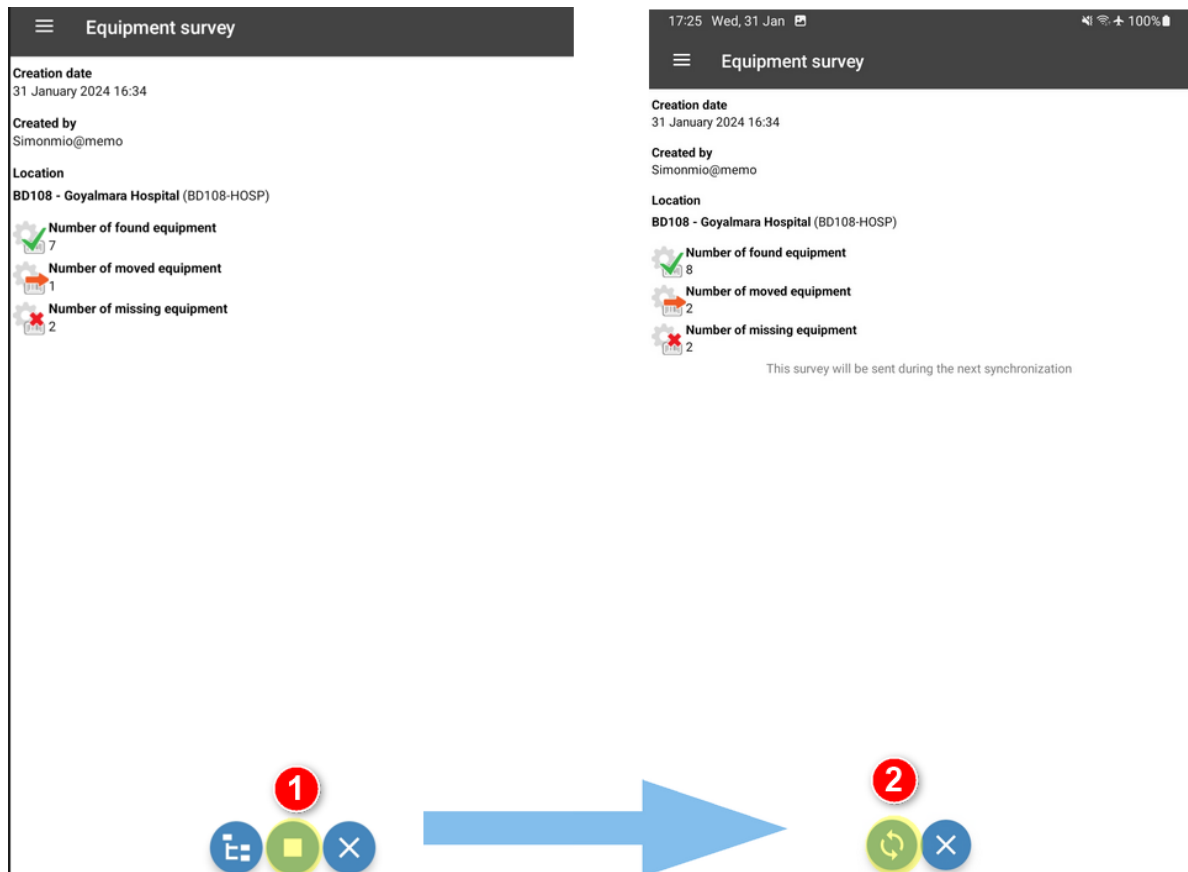 Equipment survey
Creation date
31 January 2024 16:34
Created by
Simonmio@memo
Location
BD108 - Goyalmara Hospital (BD108-HOSP)
Number of found equipment
7
Number of moved equipment
1
Number of missing equipment
2
1
17:25 Wed, 31 Jan
100%
Equipment survey
Creation date
31 January 2024 16:34
Created by
Simonmio@memo
Location
BD108 - Goyalmara Hospital (BD108-HOSP)
Number of found equipment
8
Number of moved equipment
2
Number of missing equipment
2
This survey will be sent during the next synchronization
2